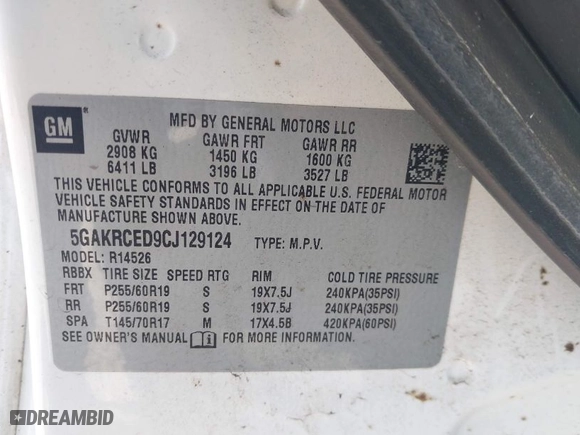 GM
MFD BY GENERAL MOTORS LLC
GVWR GAWR FRT GAWR RR
2908 KG 1450 KG 1600 KG
6411 LB 3196 LB 3527 LB
THIS VEHICLE CONFORMS TO ALL APPLICABLE U.S. FEDERAL MOTOR
VEHICLE SAFETY STANDARDS IN EFFECT ON THE DATE OF
MANUFACTURE SHOWN ABOVE.
5GAKRCED9CJ129124 TYPE: M.P.V.
MODEL: R14526
RBBX TIRE SIZE SPEED RTG RIM COLD TIRE PRESSURE
FRT P255/60R19 S 19X7.5J 240KPA(35PSI)
RR P255/60R19 S 19X7.5J 240KPA(35PSI)
SPA T145/70R17 M 17X4.5B 420KPA(60PSI)
SEE OWNER'S MANUAL FOR MORE INFORMATION.
DREAMBID